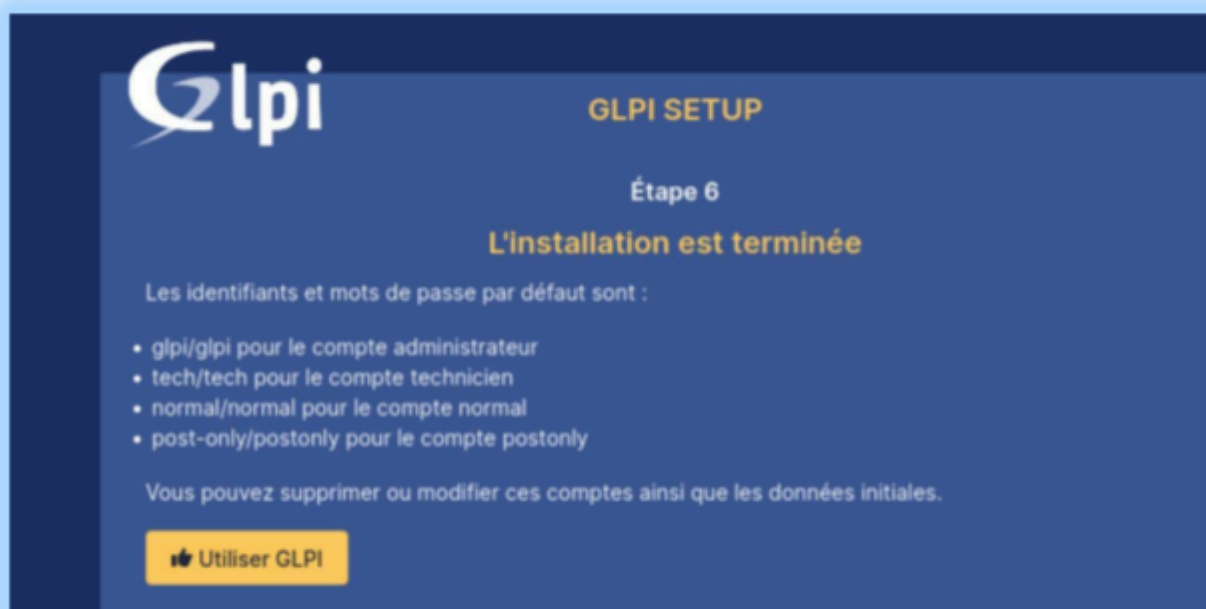 Glpi
GLPI SETUP
Étape 6
L'installation est terminée
Les identifiants et mots de passe par défaut sont :
• glpi/glpi pour le compte administrateur
• tech/tech pour le compte technicien
• normal/normal pour le compte normal
• post-only/postonly pour le compte postonly
Vous pouvez supprimer ou modifier ces comptes ainsi que les données initiales.
Utiliser GLPI